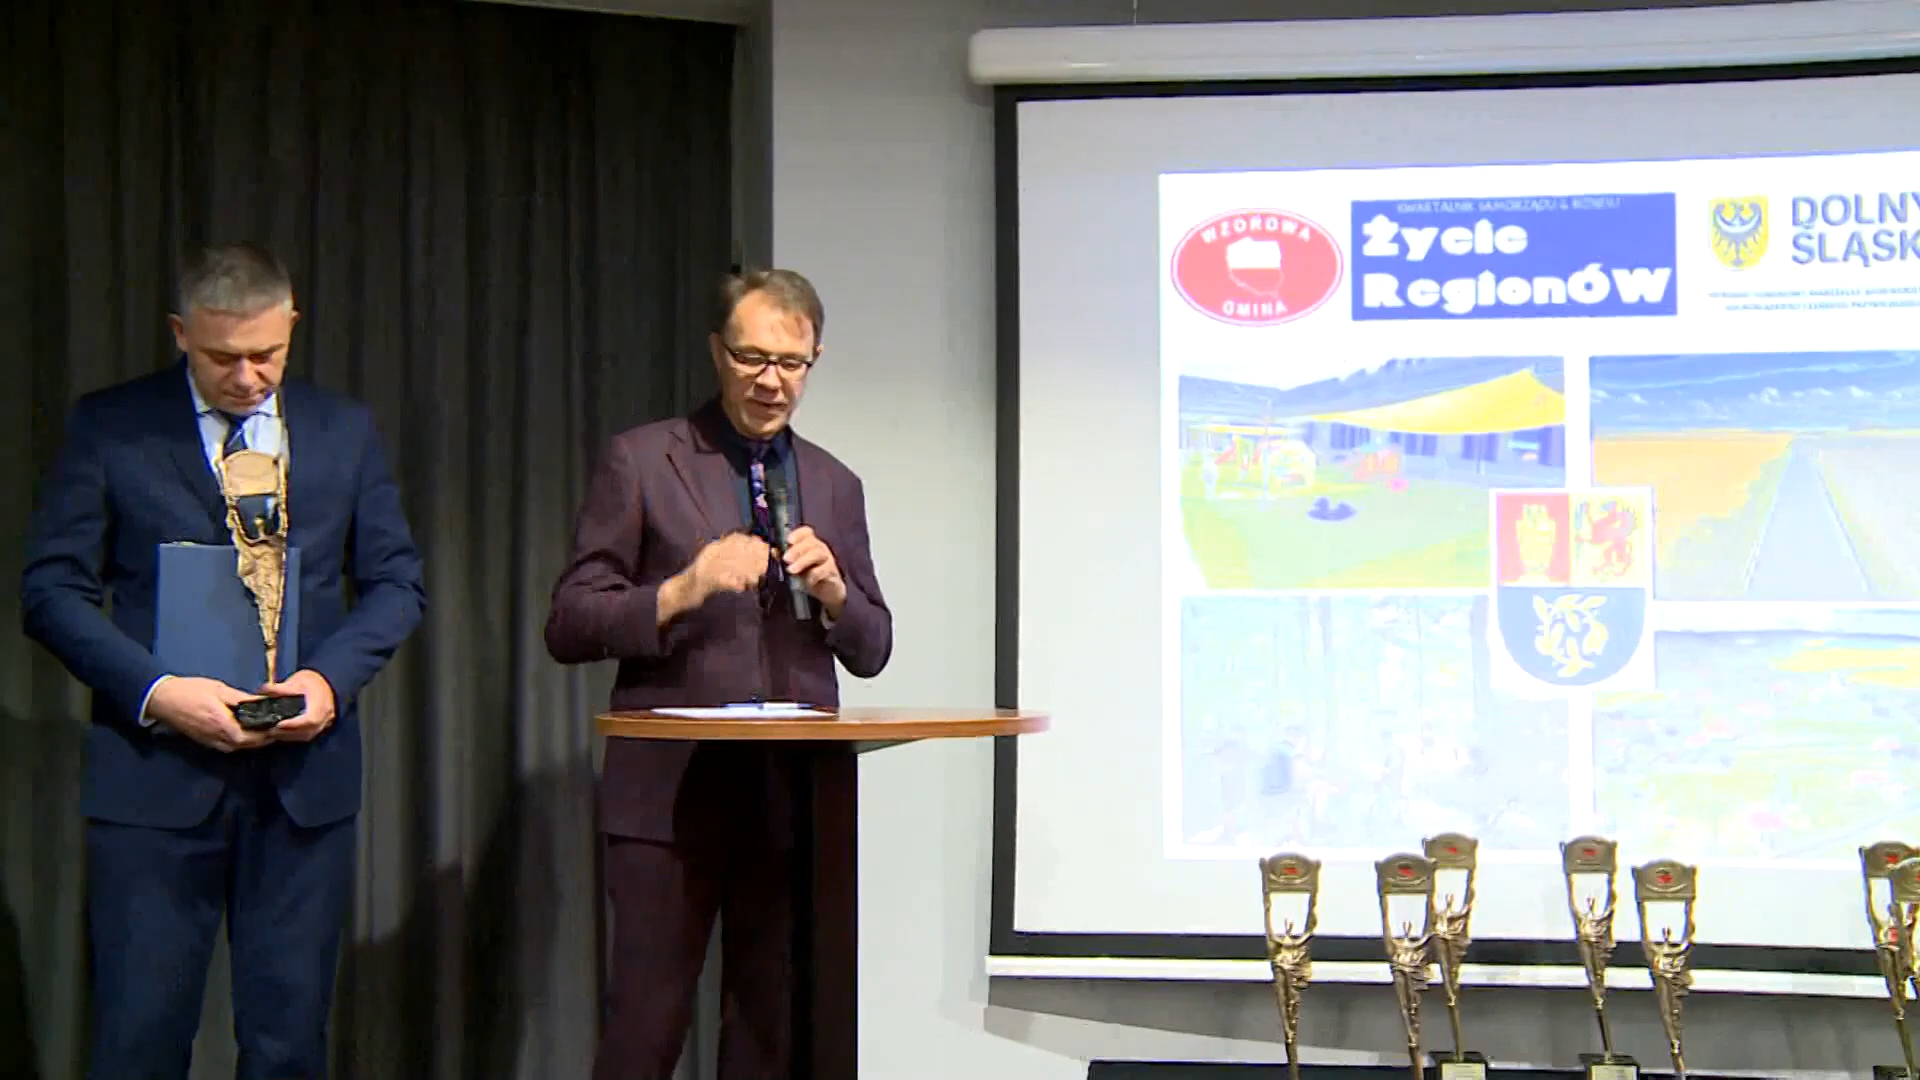 WZOROWA
GMINA
KWARTALNIK SAMORZĄDU & BIZNESU
Życie
Regionów
DOLNY
ŚLĄSK